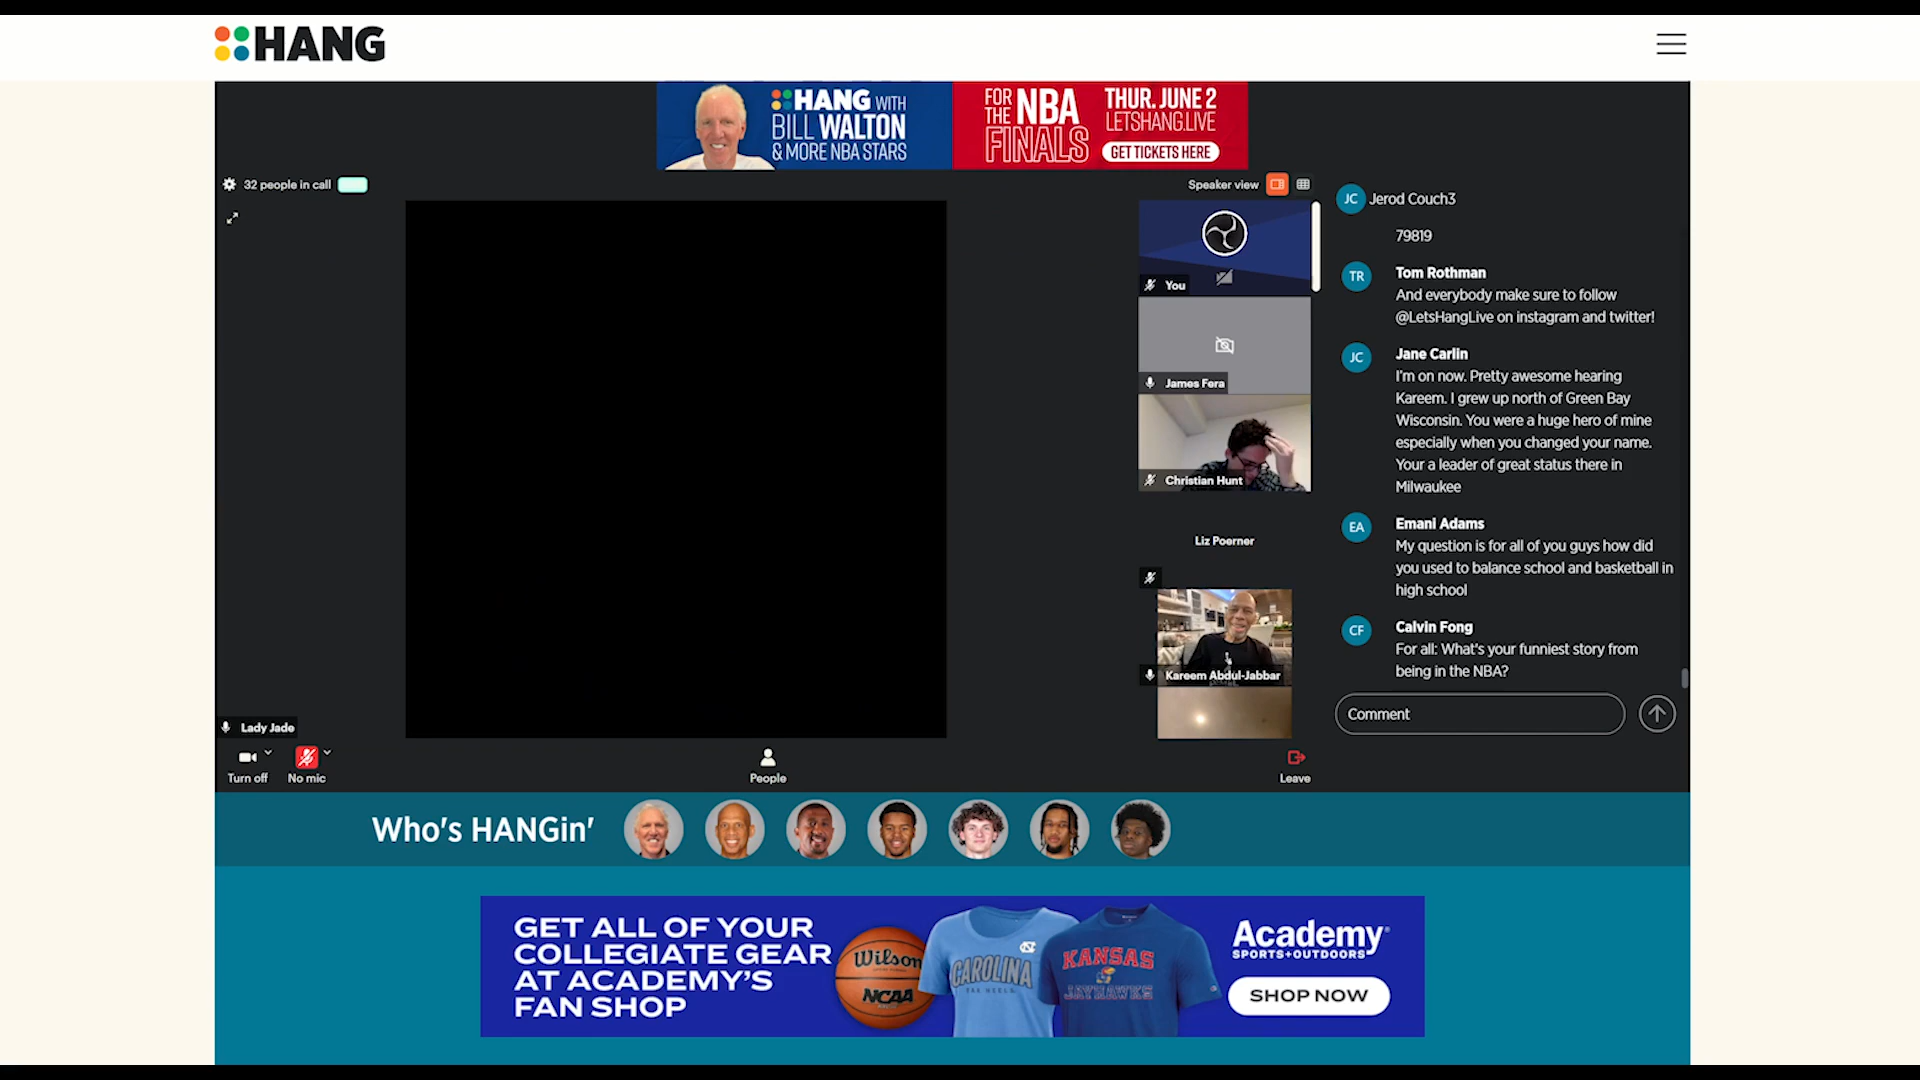 HANG
HANG WITH
BILL WALTON
& MORE NBA STARS
FOR THE NBA FINALS
THUR. JUNE 2
LETSHANG.LIVE
GET TICKETS HERE
32 people in call
Speaker view
You
James Fera
Christian Hunt
Liz Poerner
Kareem Abdul-Jabbar
Lady Jade
Turn off
No mic
People
Leave
JC Jerod Couch3
79819
TR Tom Rothman
And everybody make sure to follow
@LetsHangLive on instagram and twitter!
JC Jane Carlin
I'm on now. Pretty awesome hearing
Kareem. I grew up north of Green Bay
Wisconsin. You were a huge hero of mine
especially when you changed your name.
Your a leader of great status there in
Milwaukee
EA Emani Adams
My question is for all of you guys how did
you used to balance school and basketball in
high school
CF Calvin Fong
For all: What's your funniest story from
being in the NBA?
Comment
Who's HANGin'
GET ALL OF YOUR
COLLEGIATE GEAR
AT ACADEMY'S
FAN SHOP
Wilson
NCAA
NC
CAROLINA
TAR HEELS
KANSAS
JAYHAWKS
Academy
SPORTS+OUTDOORS
SHOP NOW